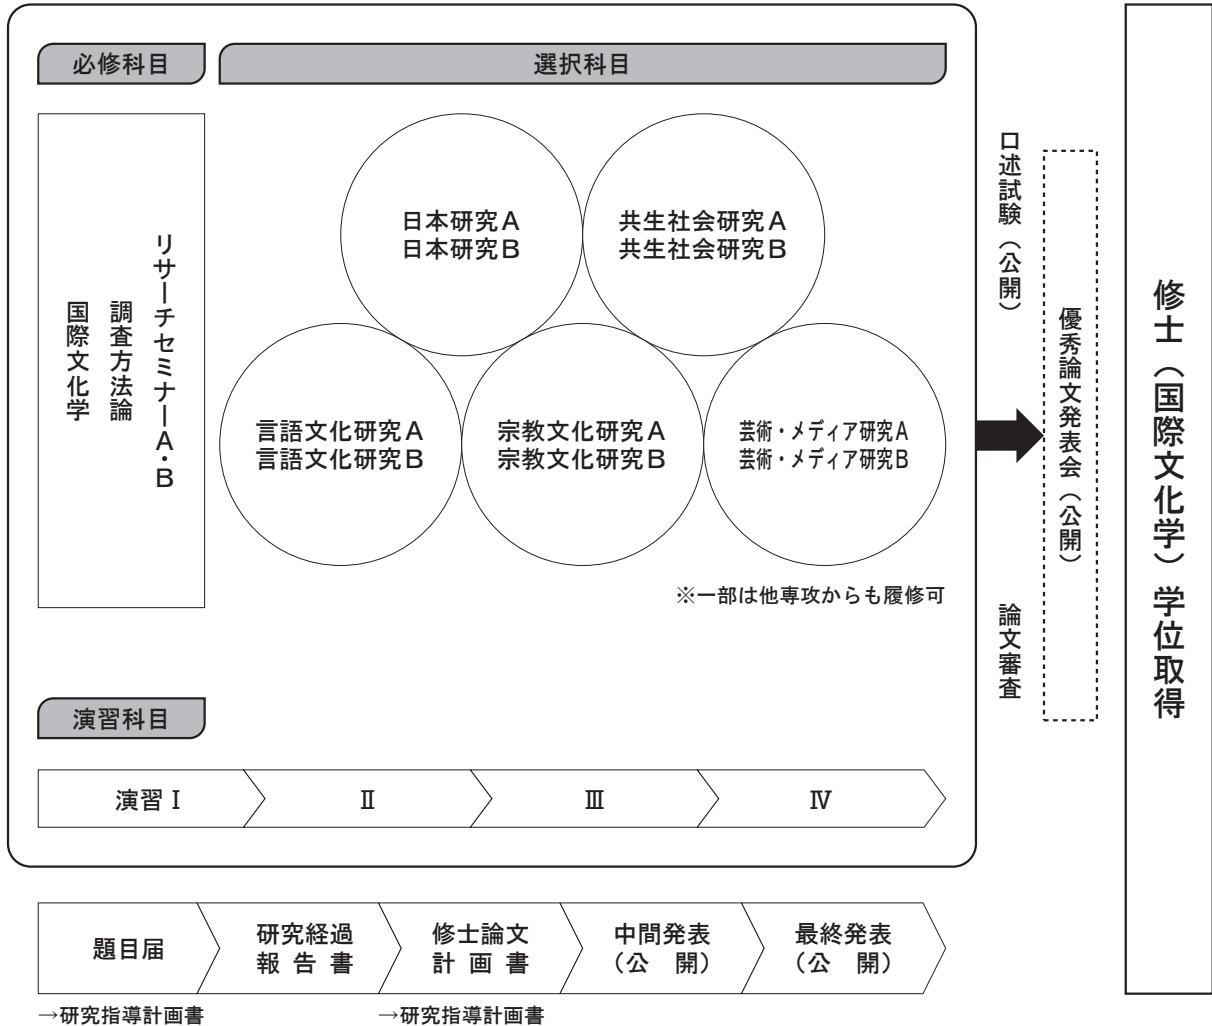 必修科目
選択科目
リサーチセミナーA・B
調査方法論
国際文化学
日本研究A
日本研究B
共生社会研究A
共生社会研究B
言語文化研究A
言語文化研究B
宗教文化研究A
宗教文化研究B
芸術・メディア研究A
芸術・メディア研究B
※一部は他専攻からも履修可
演習科目
演習Ⅰ
Ⅱ
Ⅲ
Ⅳ
口述試験（公開）
論文審査
優秀論文発表会（公開）
修士（国際文化学）学位取得
題目届
研究経過
報告書
修士論文
計画書
中間発表
（公　開）
最終発表
（公　開）
→研究指導計画書
→研究指導計画書